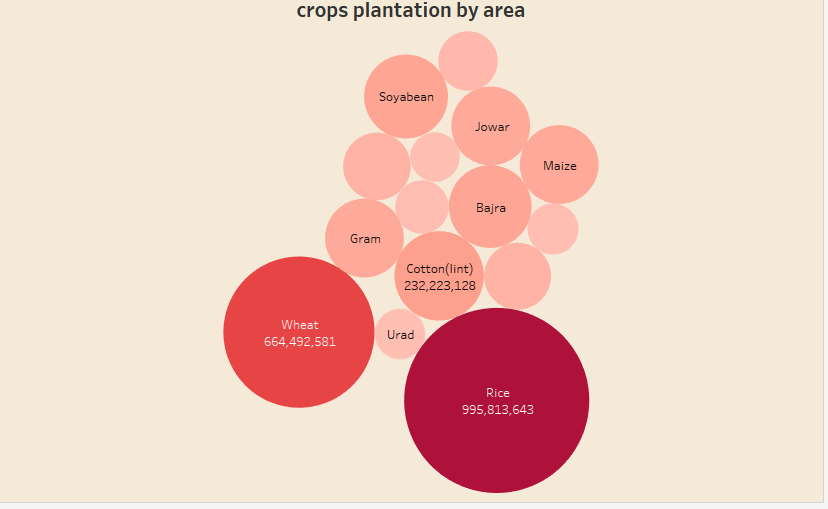 crops plantation by area
Soyabean
Jowar
Maize
Bajra
Gram
Cotton(lint)
232,223,128
Wheat
664,492,581
Urad
Rice
995,813,643